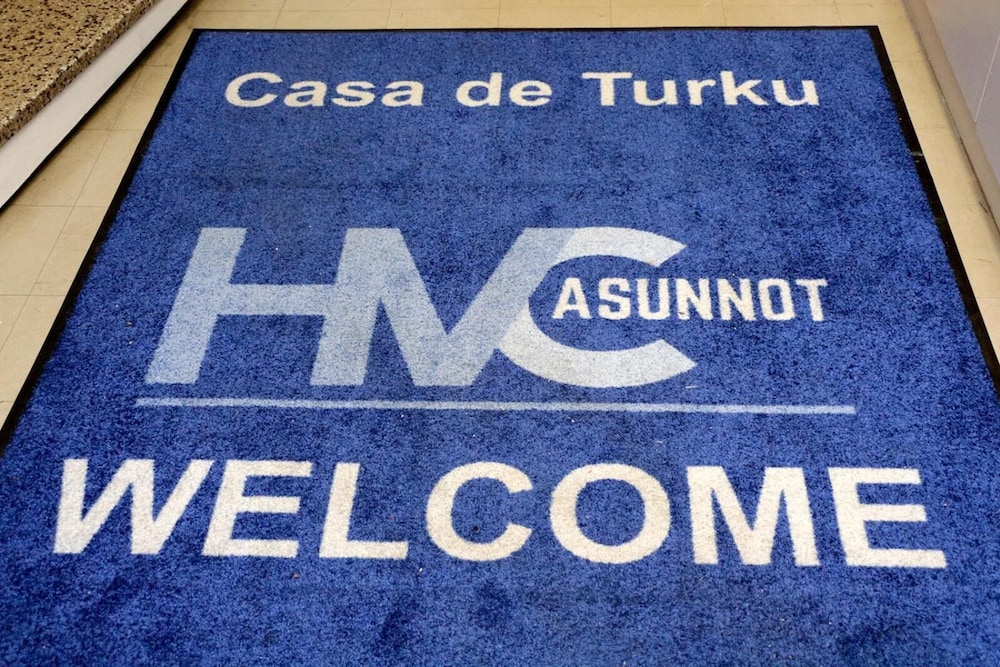 Casa de Turku
HVC ASUNNOT
WELCOME